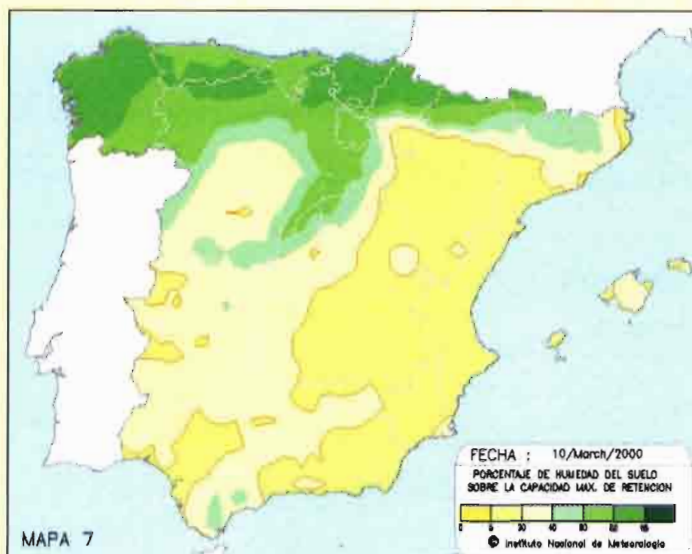 FECHA : 10/March/2000
PORCENTAJE DE HUMEDAD DEL SUELO
SOBRE LA CAPACIDAD MAX. DE RETENCION
© Instituto Nacional de Meteorologia
MAPA 7